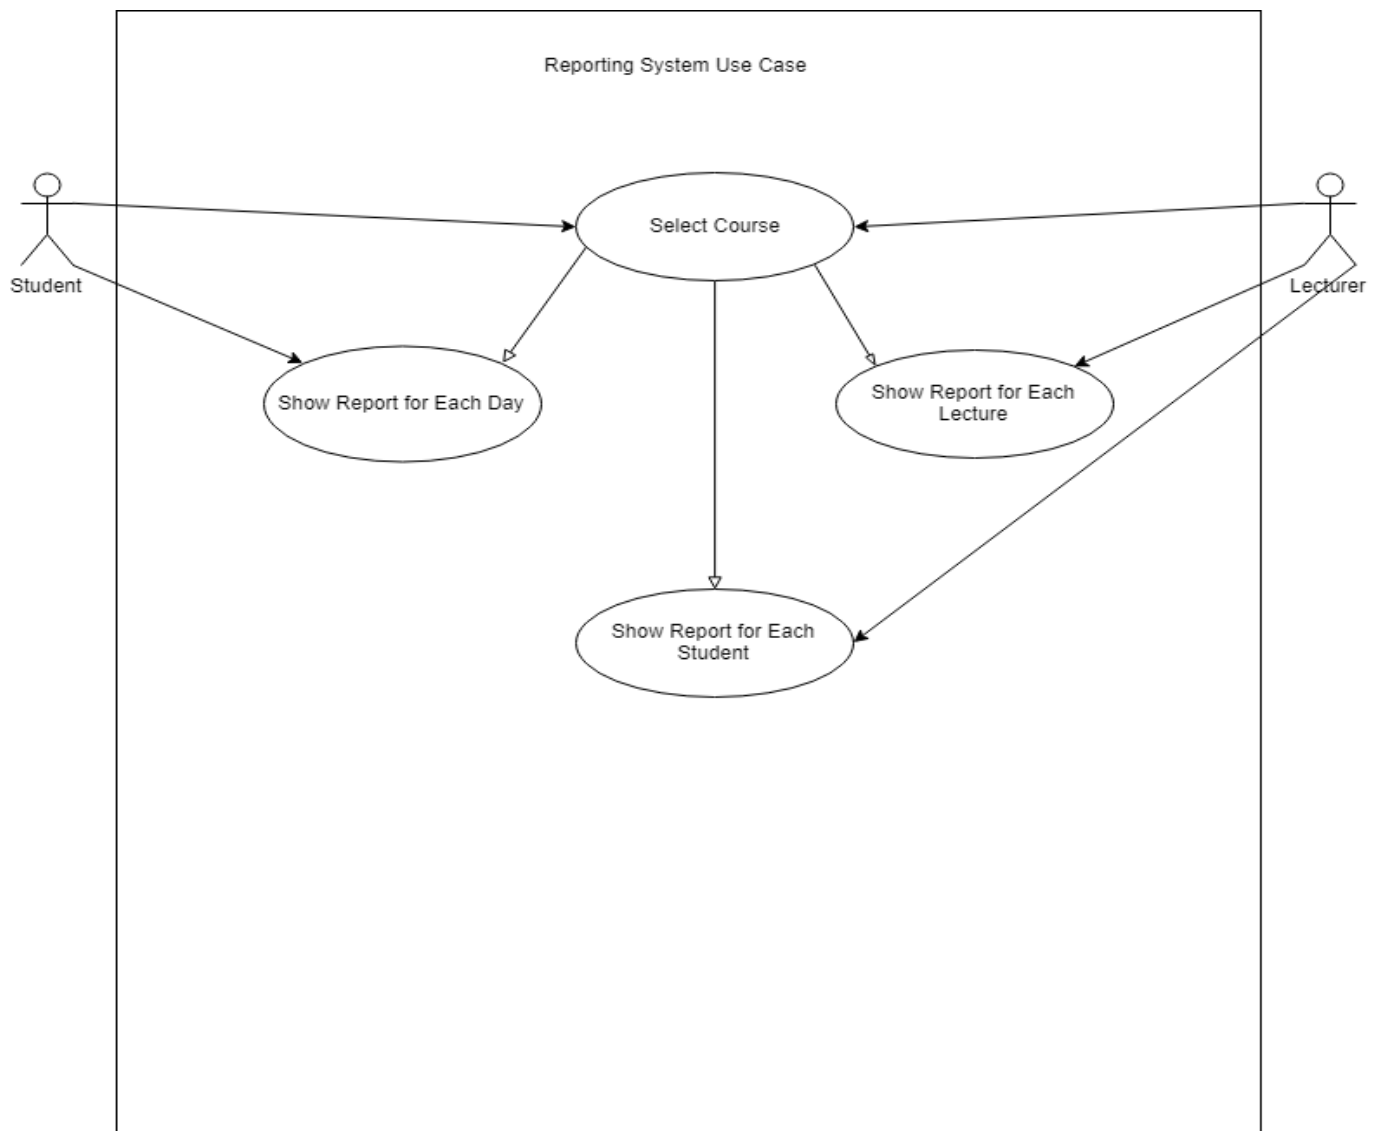 Reporting System Use Case
Select Course
Student
Lecturer
Show Report for Each Day
Show Report for Each
Lecture
Show Report for Each
Student